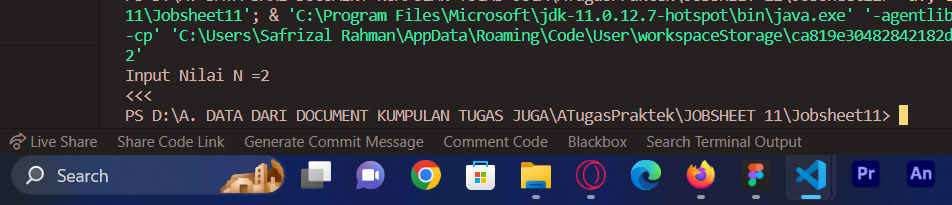 11\Jobsheet11'; & 'C:\Program Files\Microsoft\jdk-11.0.12.7-hotspot\bin\java.exe' '-agentlib
-cp' 'C:\Users\Safrizal Rahman\AppData\Roaming\Code\User\workspaceStorage\ca819e30482842182d
2'
Input Nilai N =2
<<<
PS D:\A. DATA DARI DOCUMENT KUMPULAN TUGAS JUGA\ATugasPraktek\JOBSHEET 11\Jobsheet11>
Live Share Share Code Link Generate Commit Message Comment Code Blackbox Search Terminal Output
Search Pr An